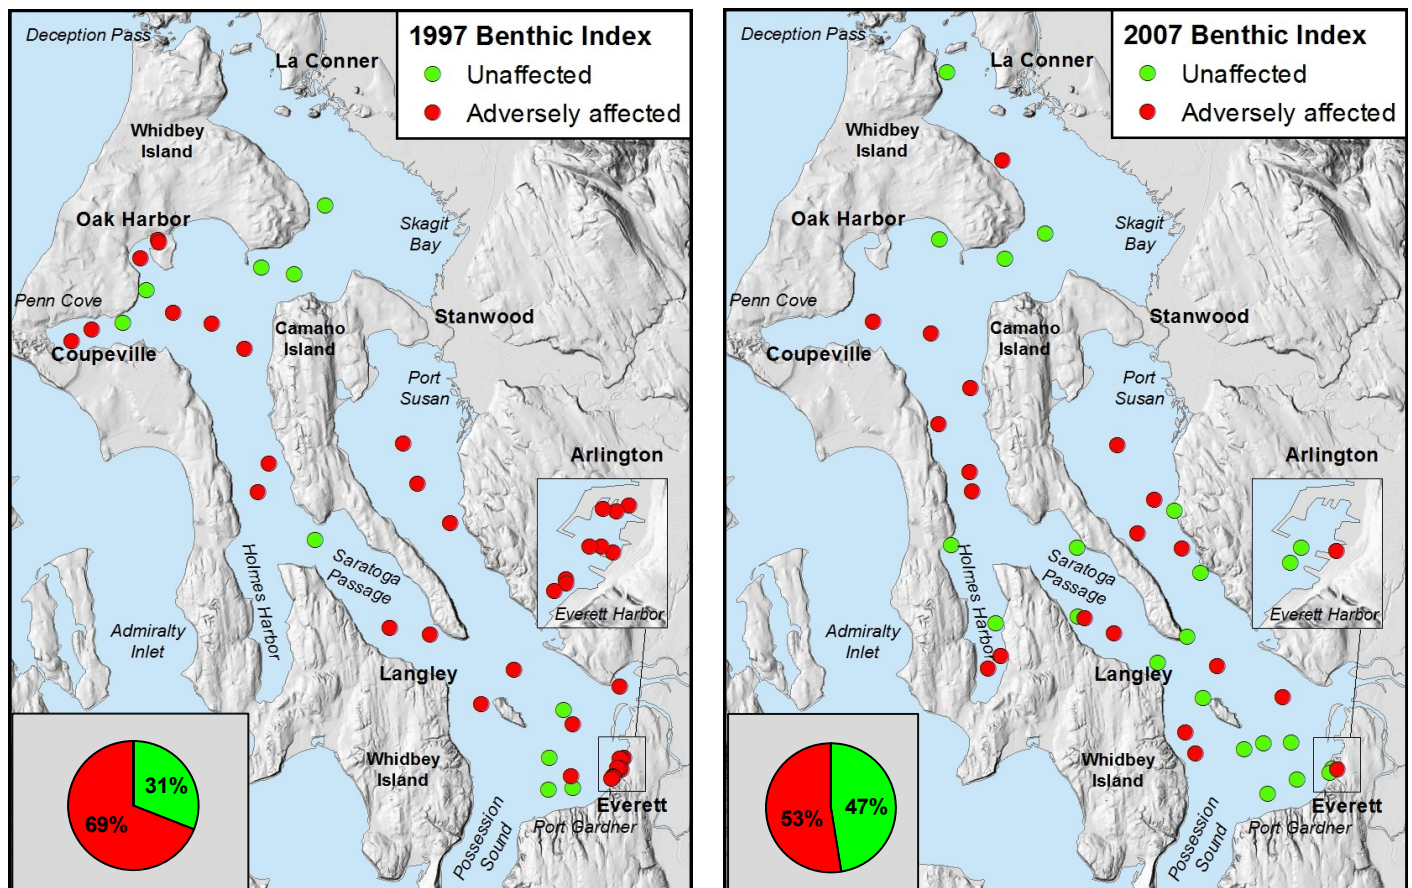 Deception Pass
La Conner
1997 Benthic Index
Unaffected
Adversely affected
Whidbey
Island
Oak Harbor
Skagit
Bay
Penn Cove
Coupeville
Camano
Island
Stanwood
Port
Susan
Arlington
Everett Harbor
Holmes Harbor
Saratoga
Passage
Admiralty
Inlet
Langley
Whidbey
Island
Everett
Port Gardner
Possession
Sound
31%
69%
Deception Pass
La Conner
2007 Benthic Index
Unaffected
Adversely affected
Whidbey
Island
Oak Harbor
Skagit
Bay
Penn Cove
Coupeville
Camano
Island
Stanwood
Port
Susan
Arlington
Everett Harbor
Holmes Harbor
Saratoga
Passage
Admiralty
Inlet
Langley
Whidbey
Island
Everett
Port Gardner
Possession
Sound
53%
47%